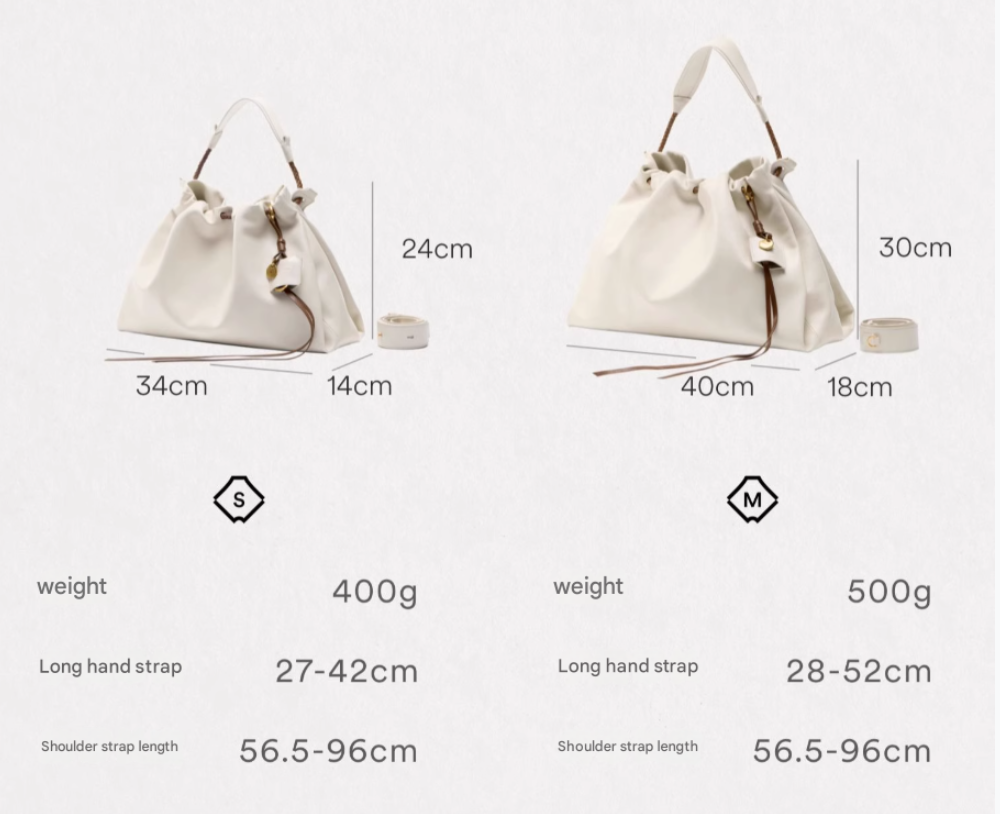 24cm
34cm
14cm
30cm
40cm
18cm
S
weight 400g
Long hand strap 27-42cm
Shoulder strap length 56.5-96cm
M
weight 500g
Long hand strap 28-52cm
Shoulder strap length 56.5-96cm